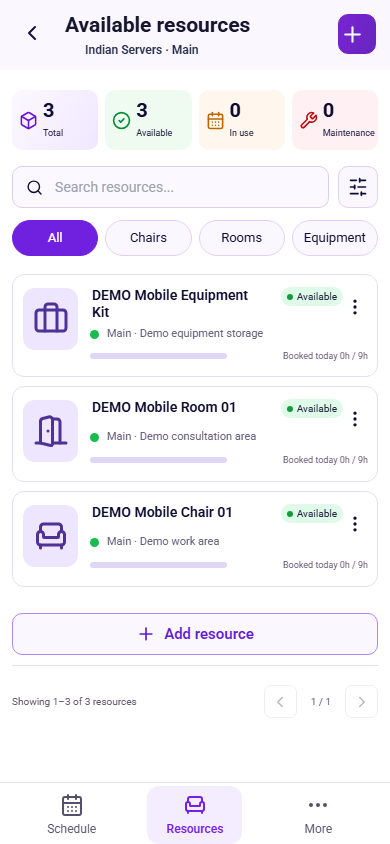 Available resources
Indian Servers · Main
3
Total
3
Available
0
In use
0
Maintenance
Search resources...
All
Chairs
Rooms
Equipment
DEMO Mobile Equipment
Kit
Available
Main · Demo equipment storage
Booked today 0h / 9h
DEMO Mobile Room 01
Available
Main · Demo consultation area
Booked today 0h / 9h
DEMO Mobile Chair 01
Available
Main · Demo work area
Booked today 0h / 9h
Add resource
Showing 1–3 of 3 resources
1 / 1
Schedule
Resources
More